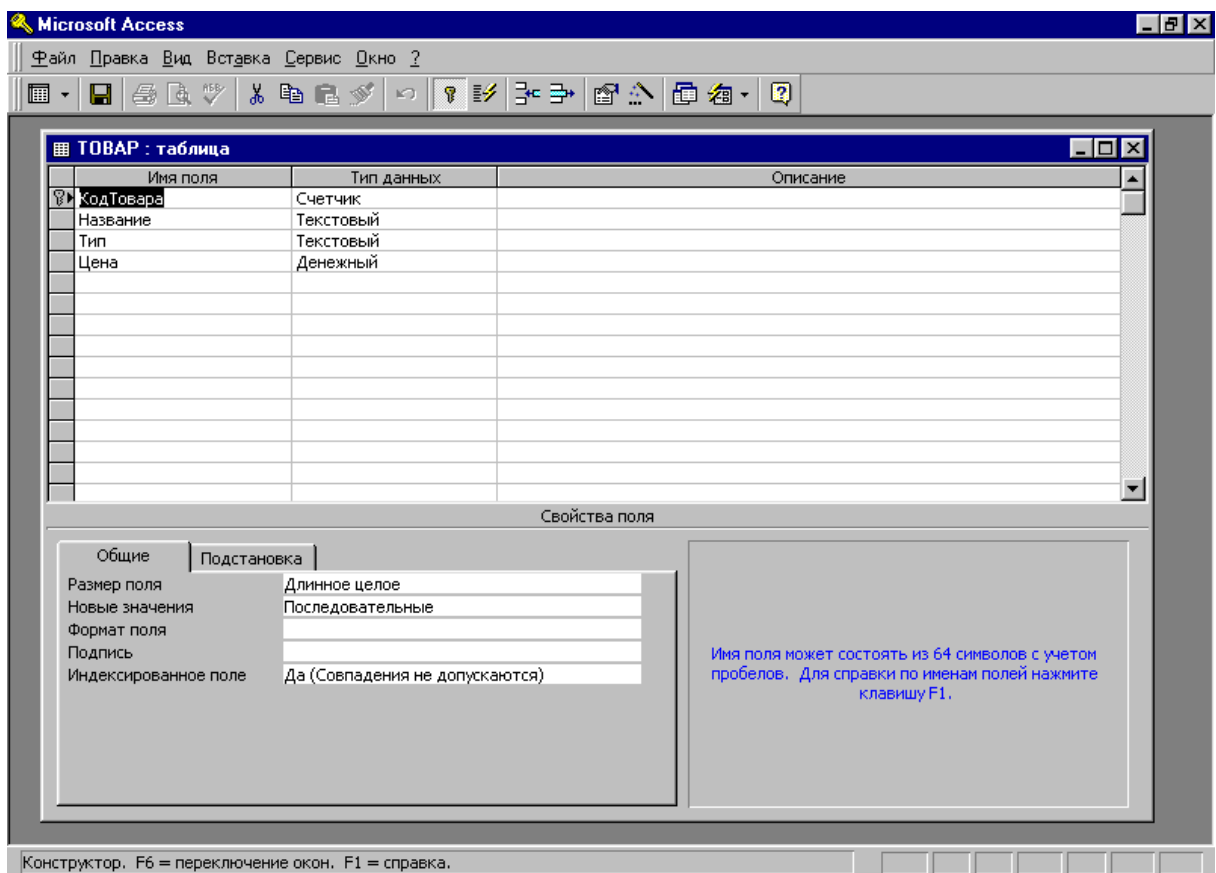 Microsoft Access
Файл Правка Вид Вставка Сервис Окно ?
ТОВАР : таблица
Имя поля Тип данных Описание
КодТовара Счетчик
Название Текстовый
Тип Текстовый
Цена Денежный
Свойства поля
Общие Подстановка
Размер поля Длинное целое
Новые значения Последовательные
Формат поля
Подпись
Индексированное поле Да (Совпадения не допускаются)
Имя поля может состоять из 64 символов с учетом
пробелов. Для справки по именам полей нажмите
клавишу F1.
Конструктор. F6 = переключение окон. F1 = справка.